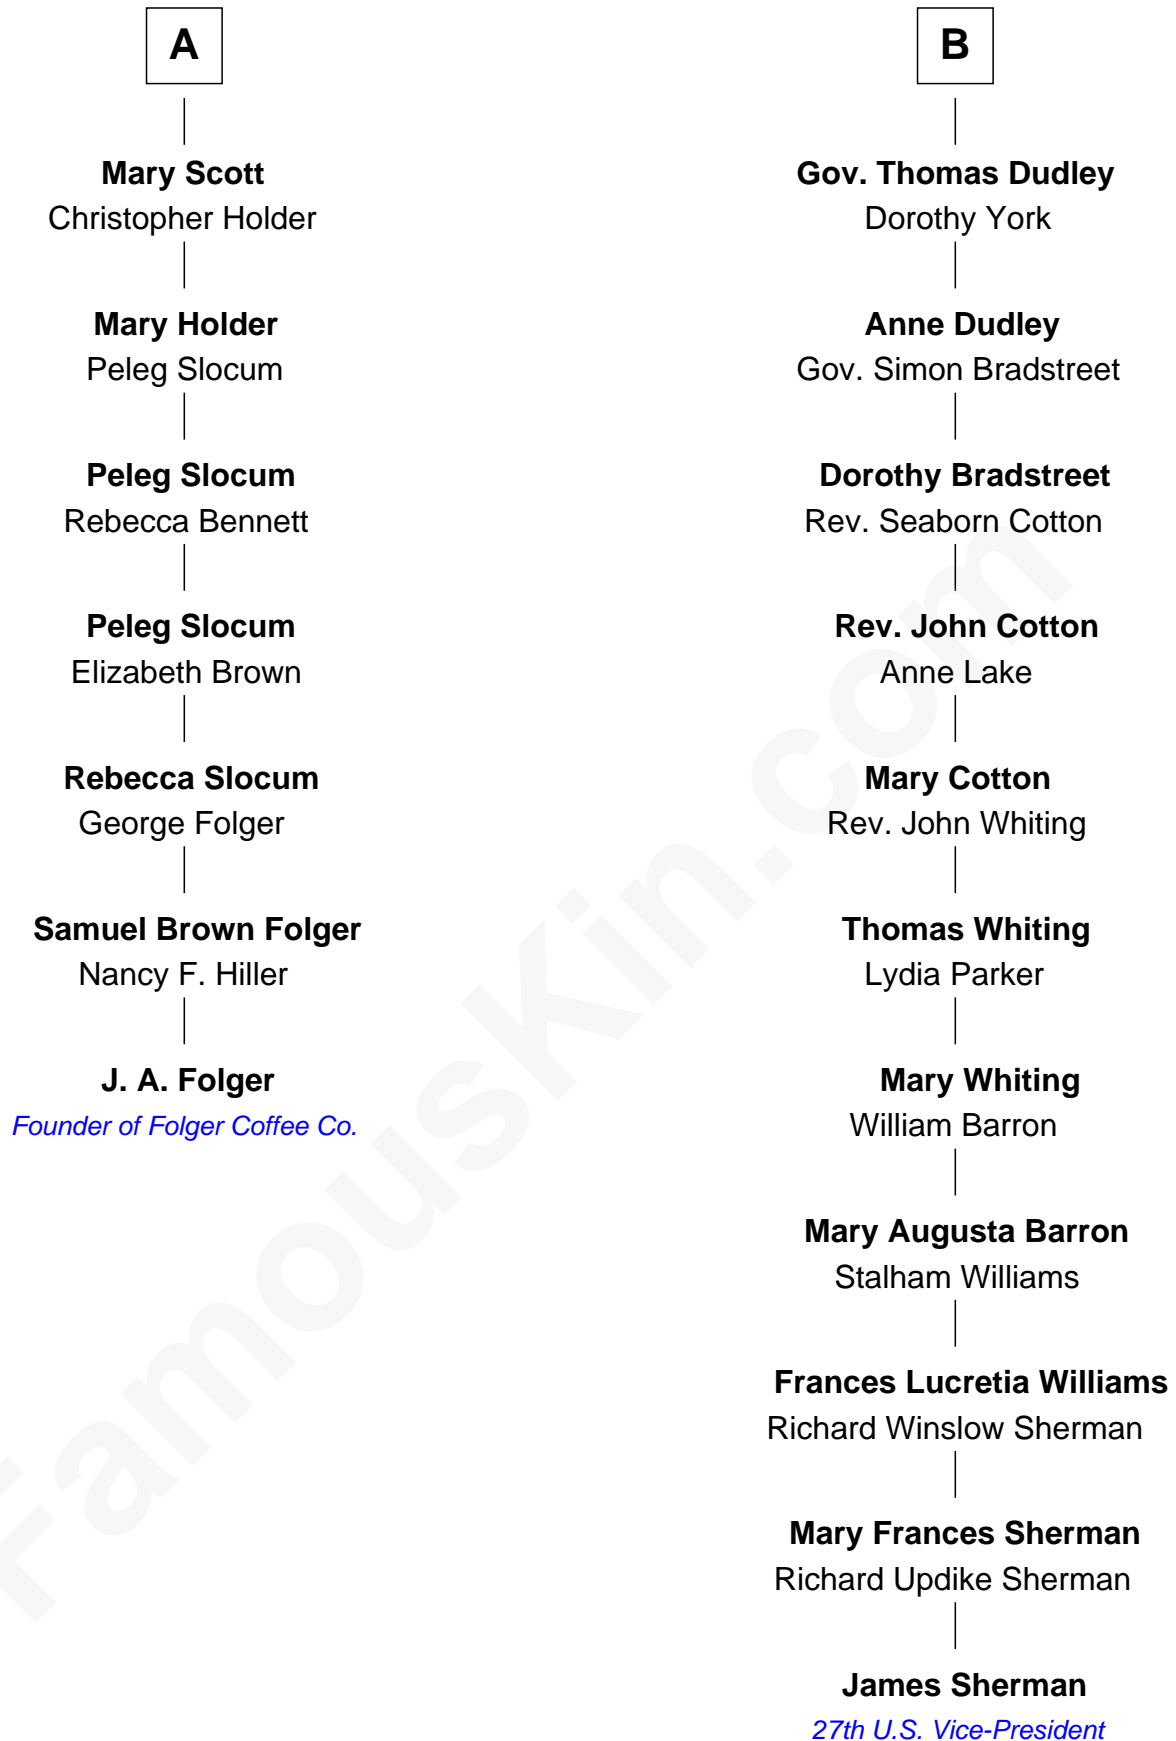 A
Mary Scott
Christopher Holder
Mary Holder
Peleg Slocum
Peleg Slocum
Rebecca Bennett
Peleg Slocum
Elizabeth Brown
Rebecca Slocum
George Folger
Samuel Brown Folger
Nancy F. Hiller
J. A. Folger
Founder of Folger Coffee Co.
B
Gov. Thomas Dudley
Dorothy York
Anne Dudley
Gov. Simon Bradstreet
Dorothy Bradstreet
Rev. Seaborn Cotton
Rev. John Cotton
Anne Lake
Mary Cotton
Rev. John Whiting
Thomas Whiting
Lydia Parker
Mary Whiting
William Barron
Mary Augusta Barron
Stalham Williams
Frances Lucretia Williams
Richard Winslow Sherman
Mary Frances Sherman
Richard Updike Sherman
James Sherman
27th U.S. Vice-President
FamousKin.com